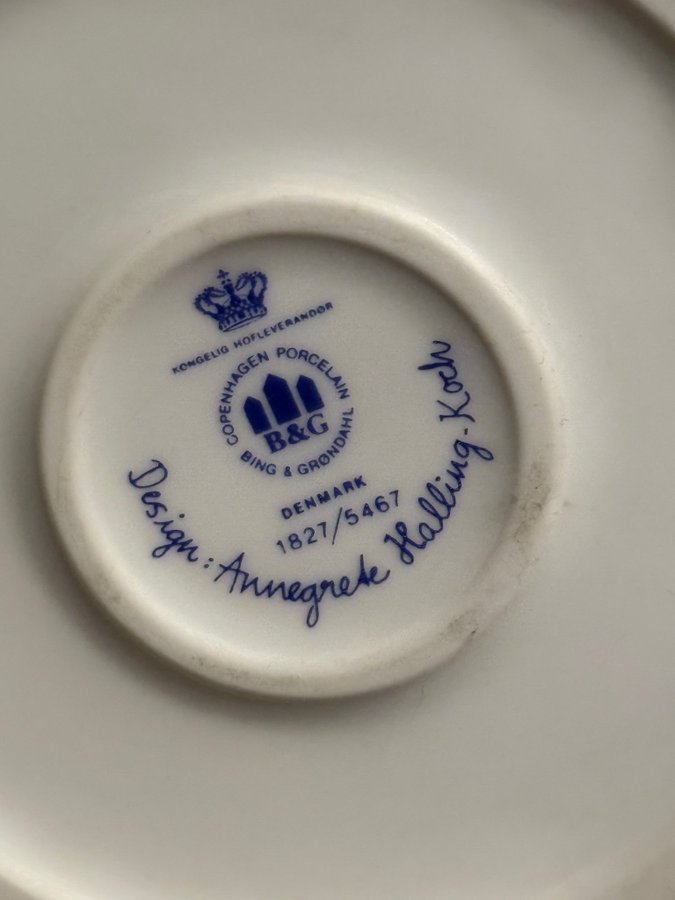 KONGELIG HOFLEVERANDØR
COPENHAGEN PORCELAIN
B&G
BING & GRØNDAHL
DENMARK
1827/5467
Design: Annegrete Halling-Koch